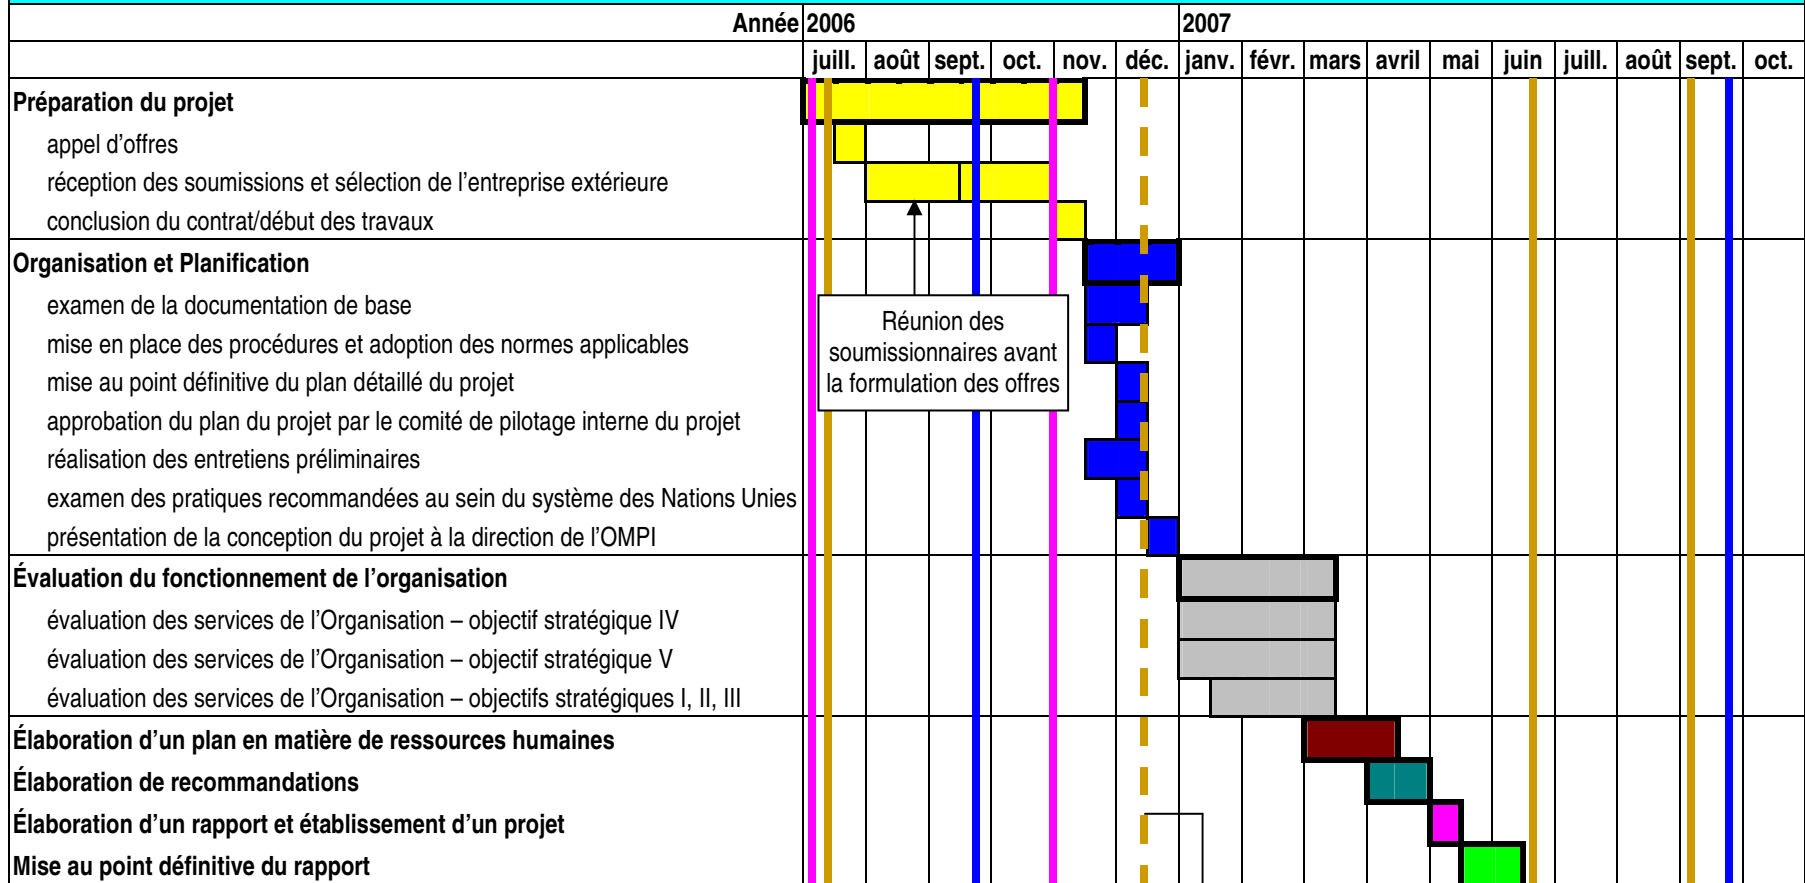 Année 2006 2007
juill. août sept. oct. nov. déc. janv. févr. mars avril mai juin juill. août sept. oct.
Préparation du projet
appel d’offres
réception des soumissions et sélection de l’entreprise extérieure
conclusion du contrat/début des travaux
Organisation et Planification
examen de la documentation de base
mise en place des procédures et adoption des normes applicables
mise au point définitive du plan détaillé du projet
approbation du plan du projet par le comité de pilotage interne du projet
réalisation des entretiens préliminaires
examen des pratiques recommandées au sein du système des Nations Unies
présentation de la conception du projet à la direction de l’OMPI
Réunion des
soumissionnaires avant
la formulation des offres
Évaluation du fonctionnement de l’organisation
évaluation des services de l’Organisation – objectif stratégique IV
évaluation des services de l’Organisation – objectif stratégique V
évaluation des services de l’Organisation – objectifs stratégiques I, II, III
Élaboration d’un plan en matière de ressources humaines
Élaboration de recommandations
Élaboration d’un rapport et établissement d’un projet
Mise au point définitive du rapport